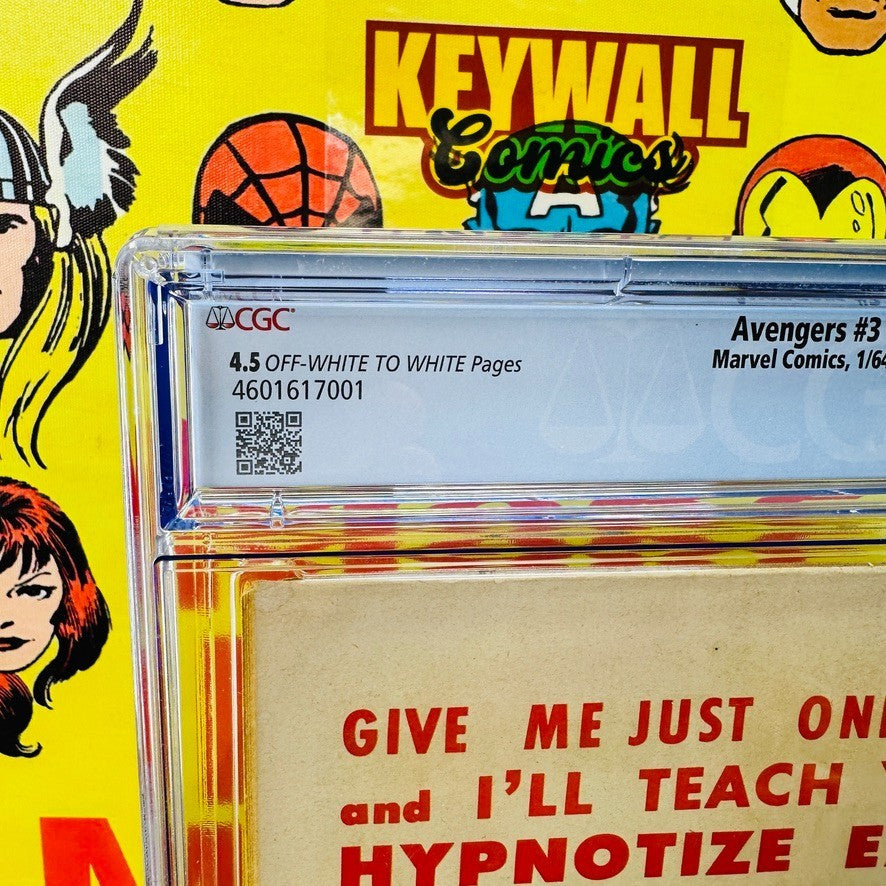 KEYWALL
Comics
CGC
4.5 OFF-WHITE TO WHITE Pages
4601617001
Avengers #3
Marvel Comics, 1/64
GIVE ME JUST
and I'LL TEACH
HYPNOTIZE